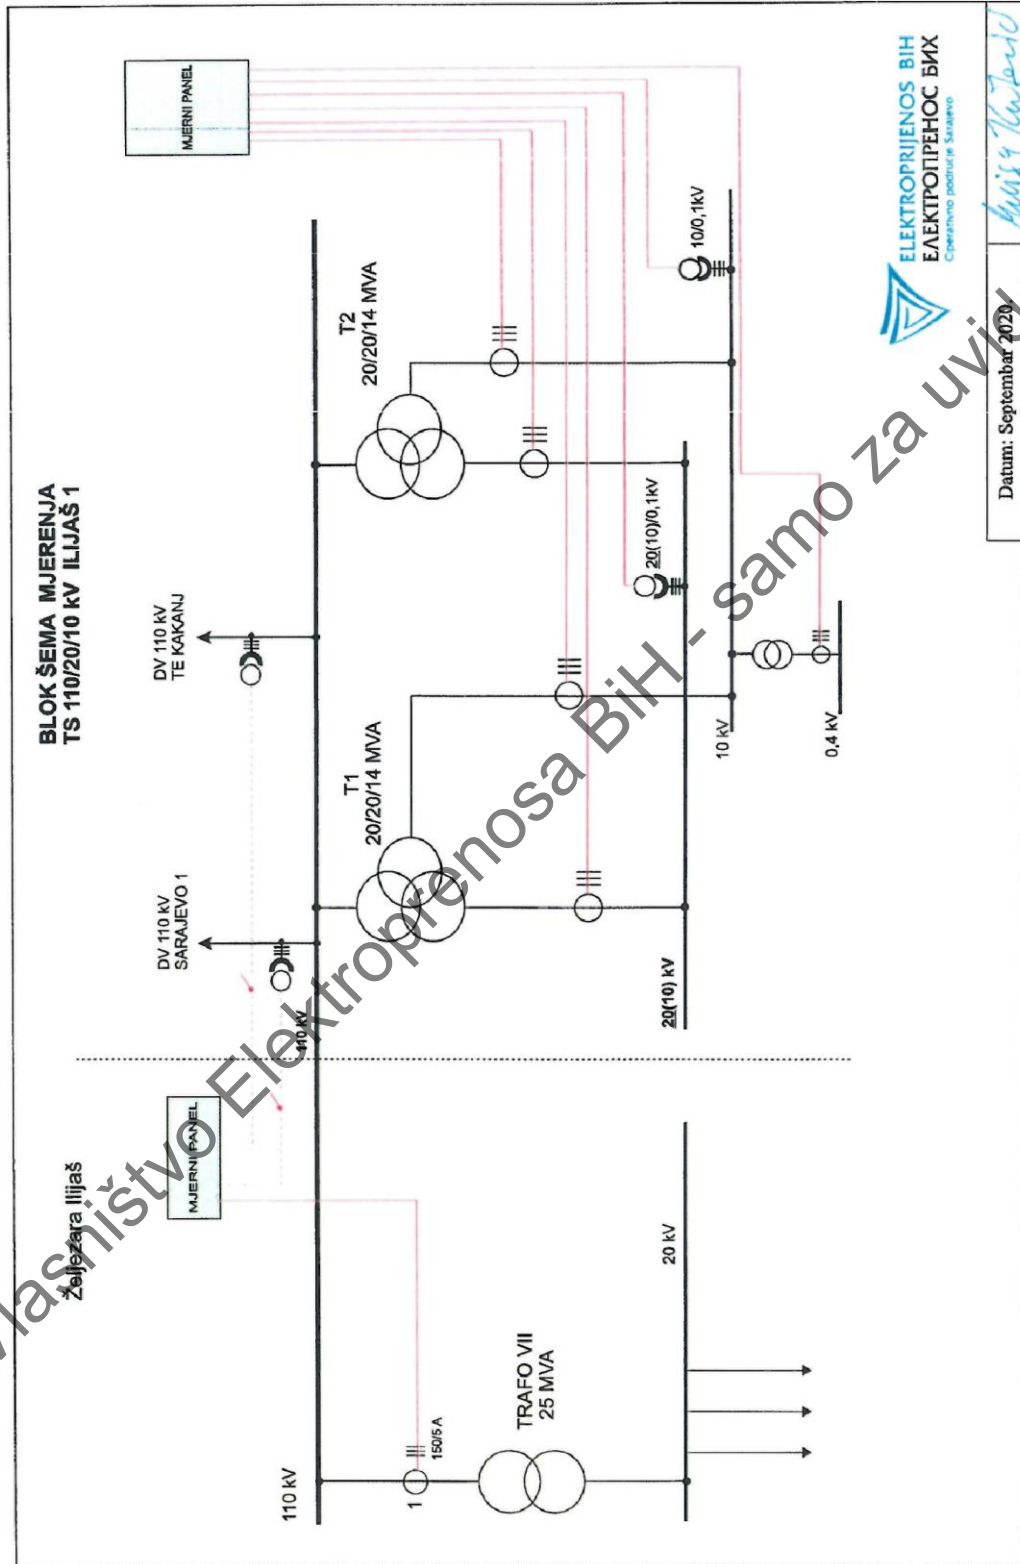 BLOK ŠEMA MJERENJA
TS 110/20/10 kV ILIJAŠ 1
Željezara Ilijaš
MJERNI PANEL
DV 110 kV
SARAJEVO 1
DV 110 kV
TE KAKANJ
MJERNI PANEL
110 kV
110 kV
1
150/5 A
TRAFO VII
25 MVA
20 kV
T1
20/20/14 MVA
T2
20/20/14 MVA
20(10) kV
20(10)/0,1kV
10 kV
10/0,1kV
0,4 kV
ELEKTROPRIJENOS BIH
ЕЛЕКТРОПРЕНОС БИХ
Operativno područje Sarajevo
Datum: Septembar 2020.
Vlasništvo Elektroprenosa BiH - samo za uvid